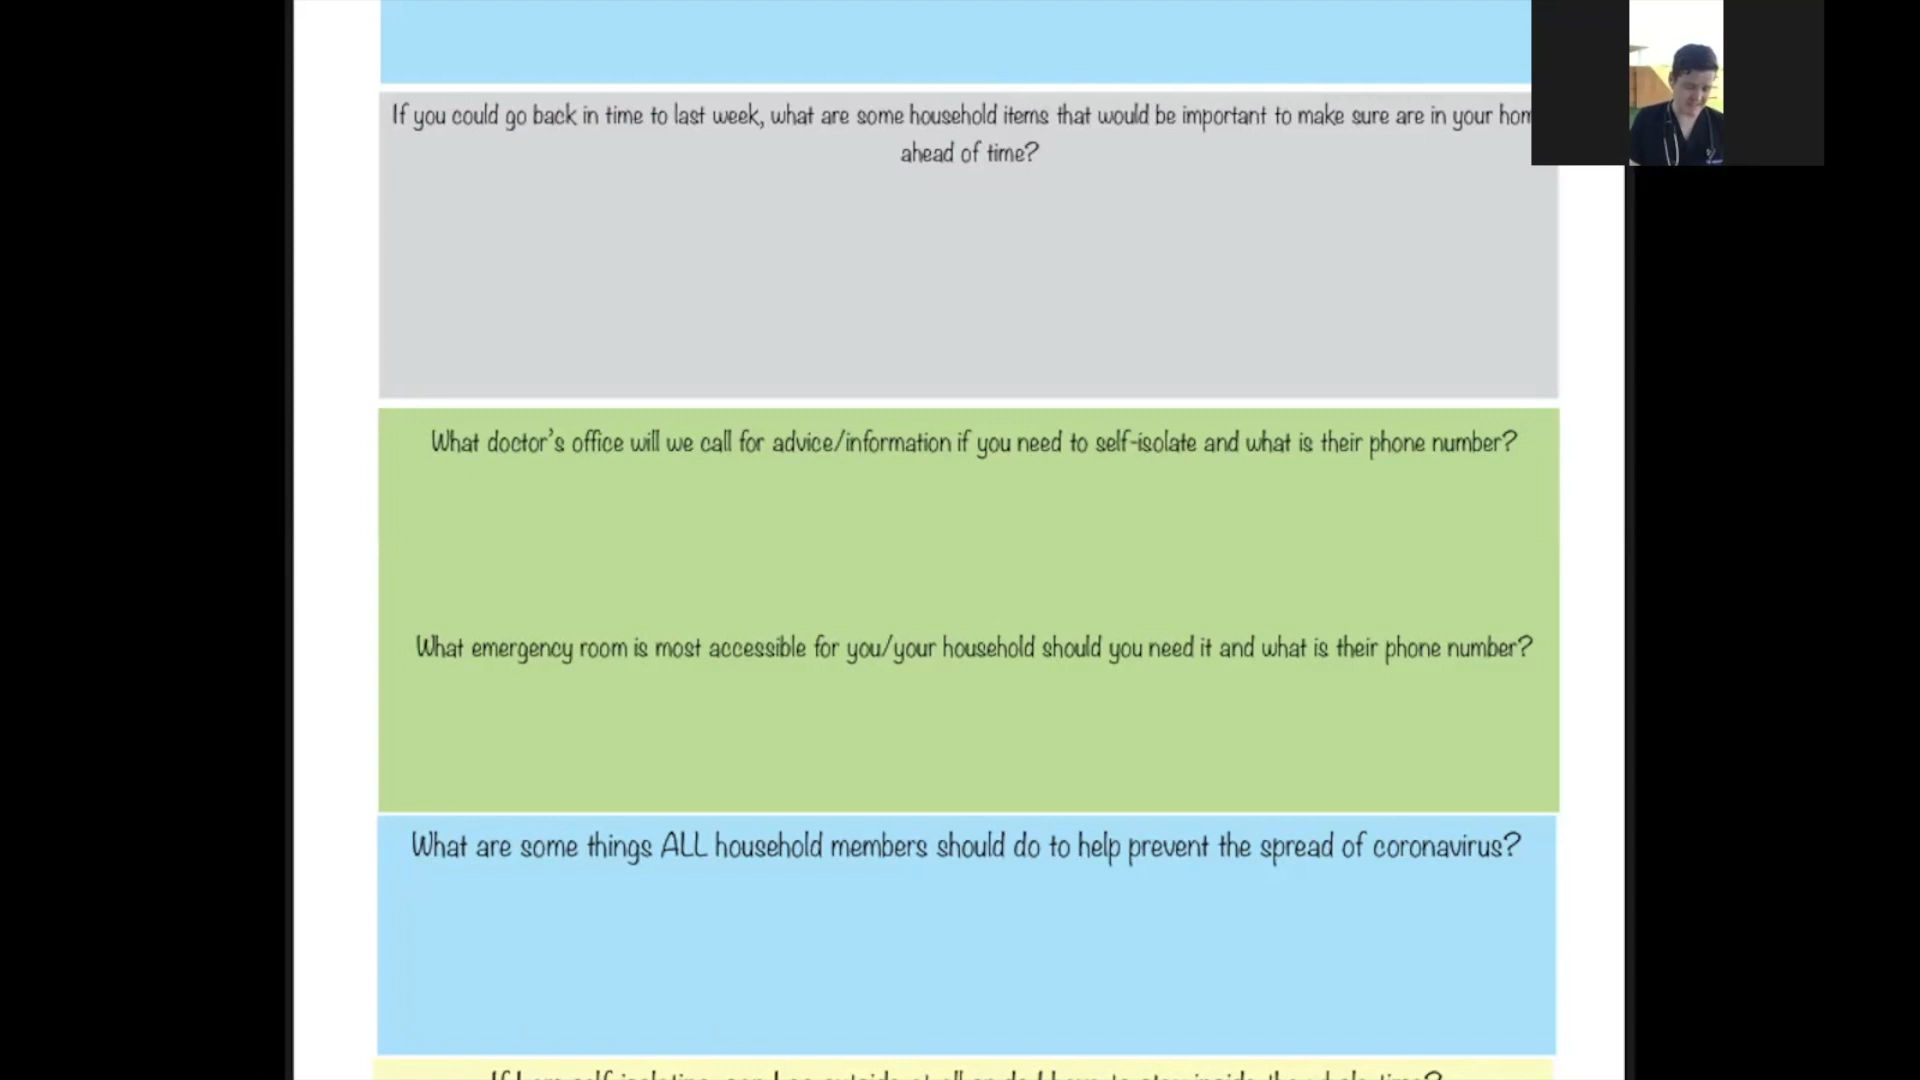 If you could go back in time to last week, what are some household items that would be important to make sure are in your
ahead of time?
What doctor's office will we call for advice/information if you need to self-isolate and what is their phone number?
What emergency room is most accessible for you/your household should you need it and what is their phone number?
What are some things ALL household members should do to help prevent the spread of coronavirus?